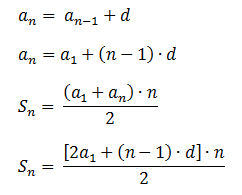 aₙ = aₙ₋₁ + d
aₙ = a₁ + (n − 1) · d
Sₙ = (a₁ + aₙ) · n / 2
Sₙ = [2a₁ + (n − 1) · d] · n / 2